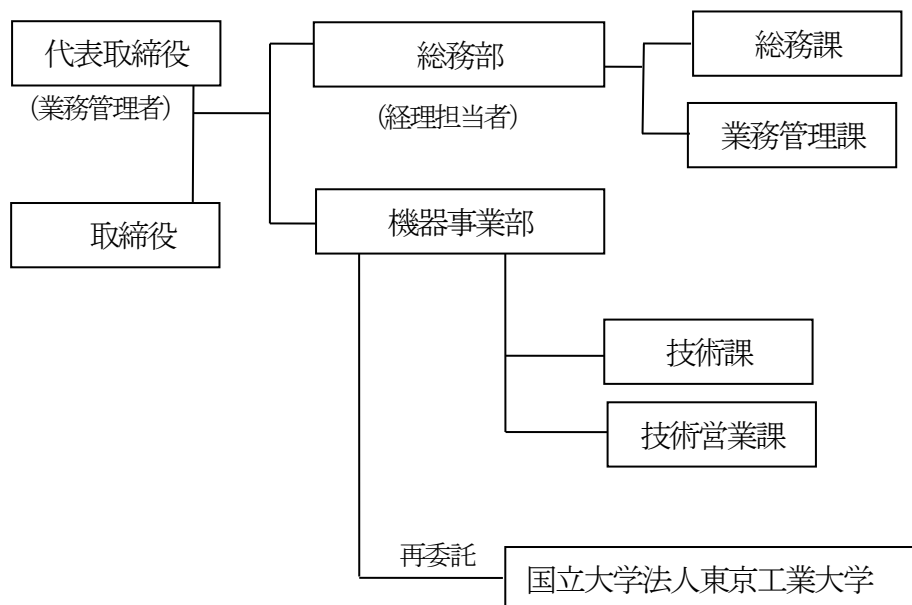 代表取締役
(業務管理者)
取締役
総務部
(経理担当者)
総務課
業務管理課
機器事業部
技術課
技術営業課
再委託
国立大学法人東京工業大学